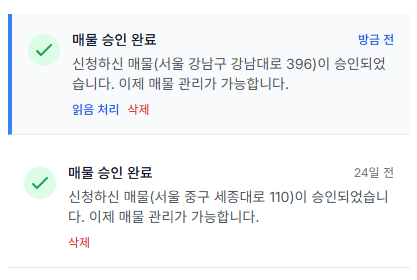 매물 승인 완료 방금 전
신청하신 매물(서울 강남구 강남대로 396)이 승인되었
습니다. 이제 매물 관리가 가능합니다.
읽음 처리 삭제
매물 승인 완료 24일 전
신청하신 매물(서울 중구 세종대로 110)이 승인되었습니
다. 이제 매물 관리가 가능합니다.
삭제